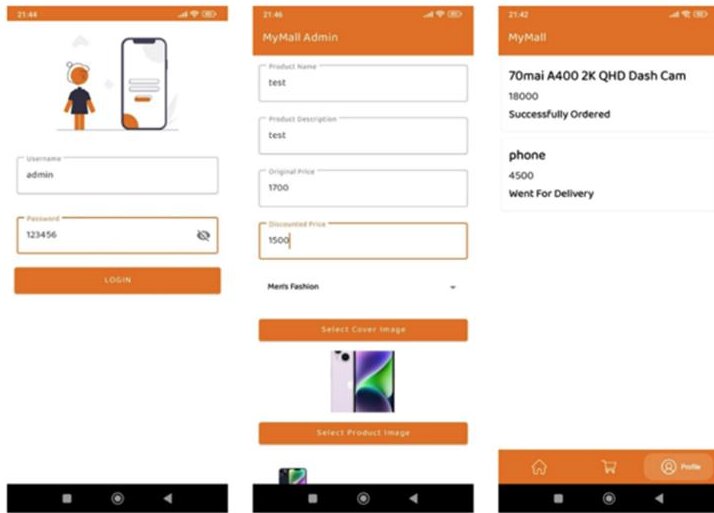 21:44
Username
admin
Password
123456
LOGIN
21:46
MyMall Admin
Product Name
test
Product Description
test
Original Price
1700
Discounted Price
1500
Men's Fashion
Select Cover Image
Select Product Image
21:42
MyMall
70mai A400 2K QHD Dash Cam
18000
Successfully Ordered
phone
4500
Went For Delivery
Profile